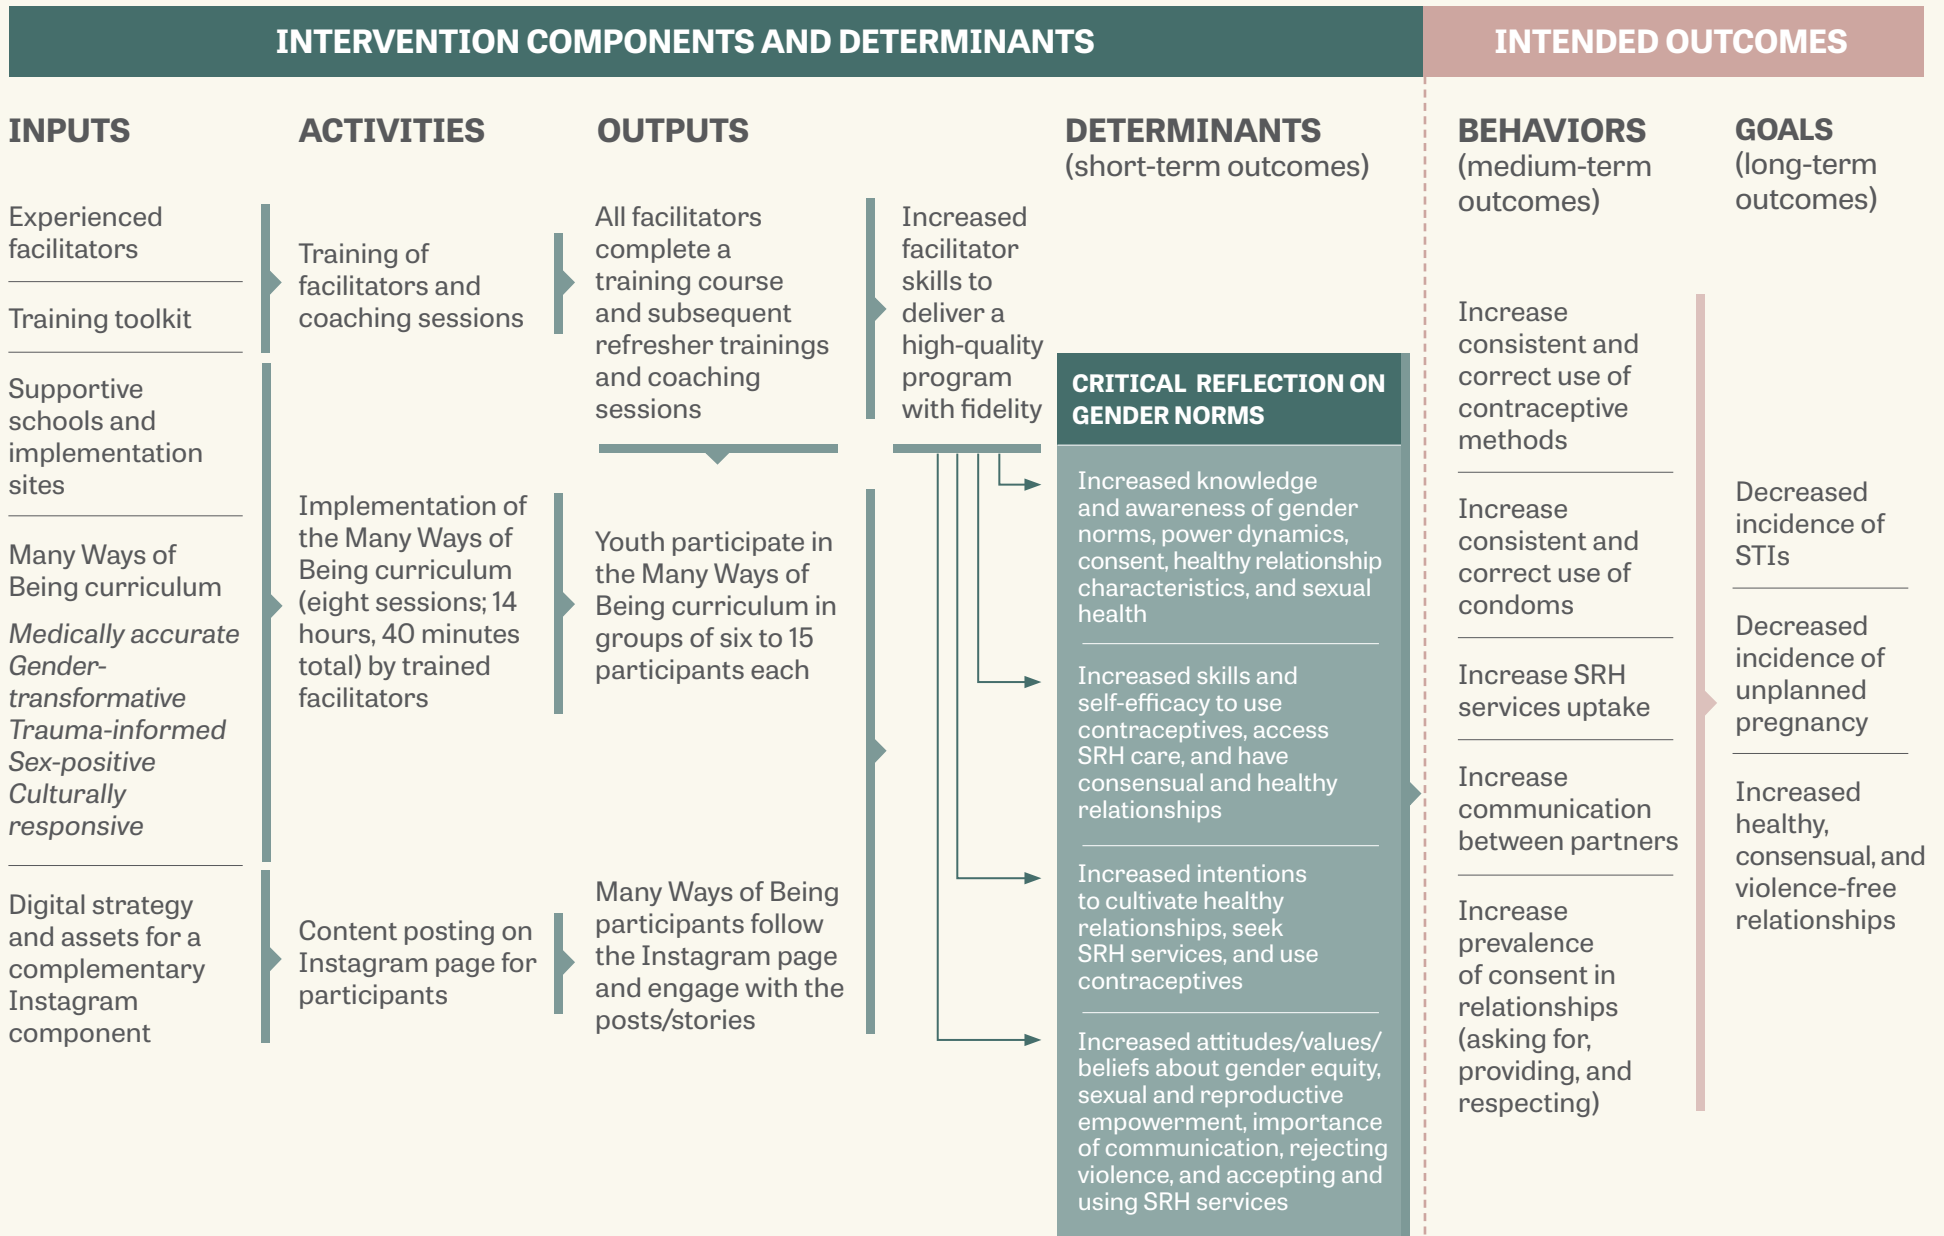 INTERVENTION COMPONENTS AND DETERMINANTS
INTENDED OUTCOMES
INPUTS
Experienced
facilitators
Training toolkit
Supportive
schools and
implementation
sites
Many Ways of
Being curriculum
Medically accurate
Gender-
transformative
Trauma-informed
Sex-positive
Culturally
responsive
Digital strategy
and assets for a
complementary
Instagram
component
ACTIVITIES
Training of
facilitators and
coaching sessions
Implementation of
the Many Ways of
Being curriculum
(eight sessions; 14
hours, 40 minutes
total) by trained
facilitators
Content posting on
Instagram page for
participants
OUTPUTS
All facilitators
complete a
training course
and subsequent
refresher trainings
and coaching
sessions
Youth participate in
the Many Ways of
Being curriculum in
groups of six to 15
participants each
Many Ways of Being
participants follow
the Instagram page
and engage with the
posts/stories
Increased
facilitator
skills to
deliver a
high-quality
program
with fidelity
DETERMINANTS
(short-term outcomes)
CRITICAL REFLECTION ON
GENDER NORMS
Increased knowledge
and awareness of gender
norms, power dynamics,
consent, healthy relationship
characteristics, and sexual
health
Increased skills and
self-efficacy to use
contraceptives, access
SRH care, and have
consensual and healthy
relationships
Increased intentions
to cultivate healthy
relationships, seek
SRH services, and use
contraceptives
Increased attitudes/values/
beliefs about gender equity,
sexual and reproductive
empowerment, importance
of communication, rejecting
violence, and accepting and
using SRH services
BEHAVIORS
(medium-term
outcomes)
Increase
consistent and
correct use of
contraceptive
methods
Increase
consistent and
correct use of
condoms
Increase SRH
services uptake
Increase
communication
between partners
Increase
prevalence
of consent in
relationships
(asking for,
providing, and
respecting)
GOALS
(long-term
outcomes)
Decreased
incidence of
STIs
Decreased
incidence of
unplanned
pregnancy
Increased
healthy,
consensual, and
violence-free
relationships